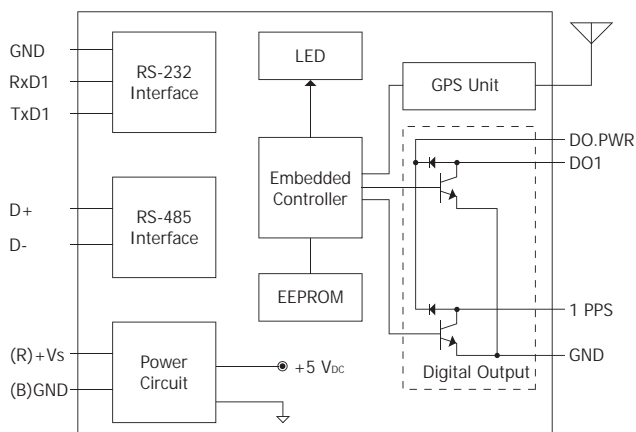 GND
RxD1
TxD1
RS-232
Interface
LED
GPS Unit
DO.PWR
DO1
Embedded
Controller
D+
D-
RS-485
Interface
EEPROM
1 PPS
GND
Digital Output
(R)+Vs
(B)GND
Power
Circuit
+5 VDC